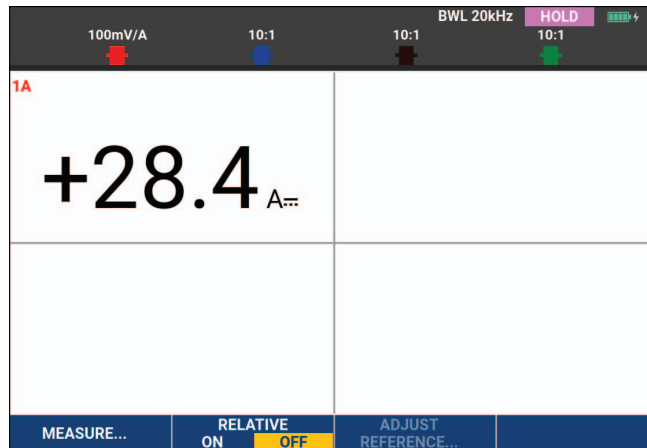 BWL 20kHz HOLD
100mV/A 10:1 10:1 10:1
1A
+28.4 A
MEASURE...
RELATIVE
ON OFF
ADJUST
REFERENCE...